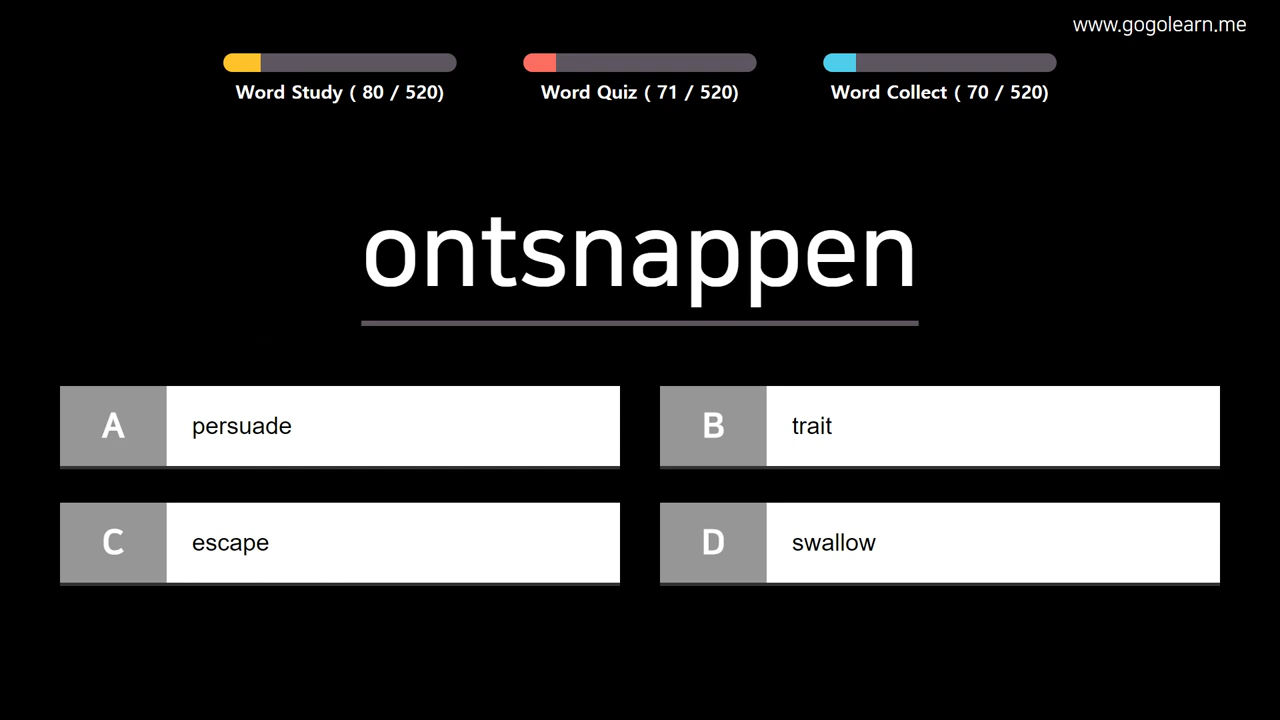 www.gogolearn.me
Word Study ( 80 / 520)
Word Quiz ( 71 / 520)
Word Collect ( 70 / 520)
ontsnappen
A persuade
B trait
C escape
D swallow